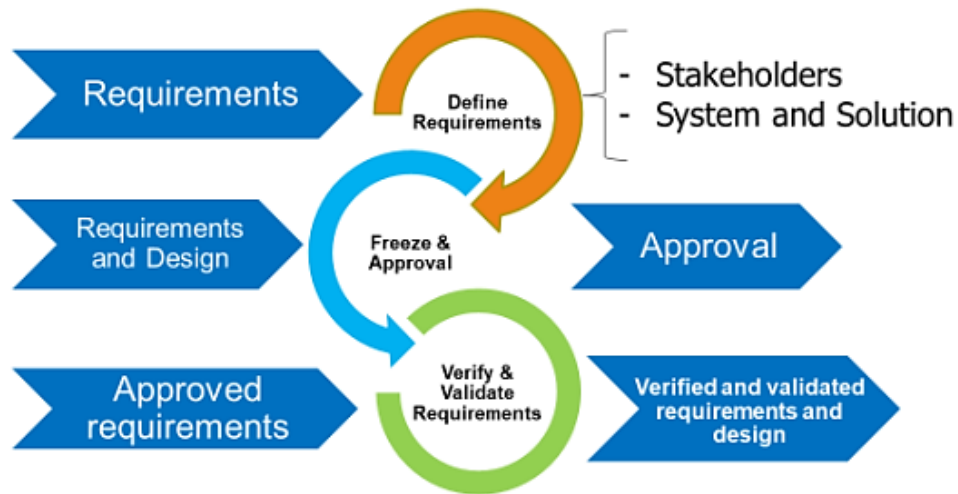 Requirements
Define
Requirements
- Stakeholders
- System and Solution
Requirements
and Design
Freeze &
Approval
Approval
Approved
requirements
Verify &
Validate
Requirements
Verified and validated
requirements and
design